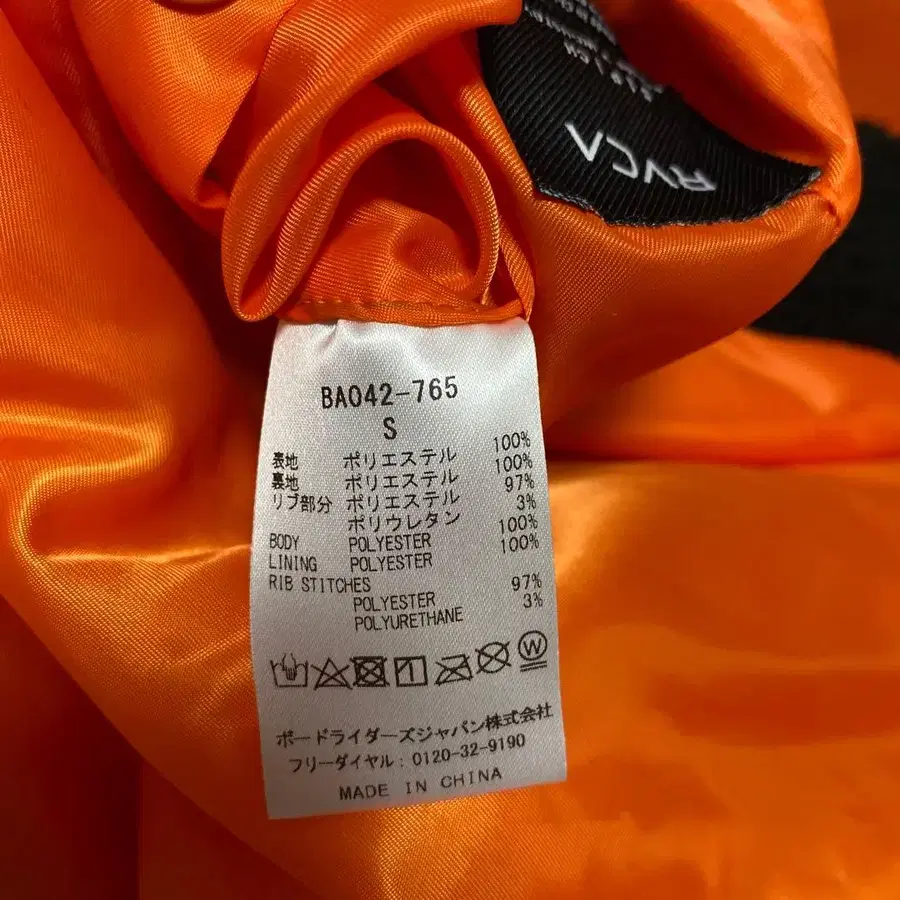 RVCA
BA042-765
S
表地 ポリエステル 100%
裏地 ポリエステル 100%
リブ部分 ポリエステル 97%
ポリウレタン 3%
BODY POLYESTER 100%
LINING POLYESTER 100%
RIB STITCHES
POLYESTER 97%
POLYURETHANE 3%
W
ボードライダーズジャパン株式会社
フリーダイヤル：0120-32-9190
MADE IN CHINA